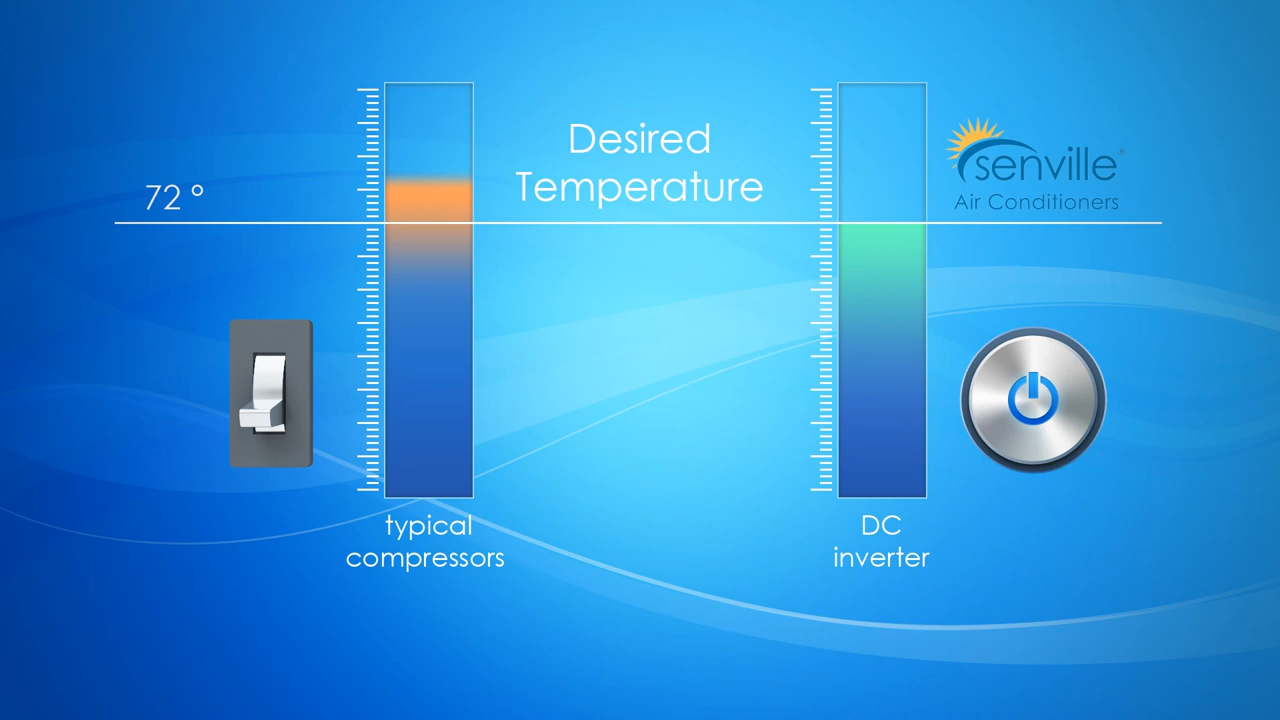 Desired
Temperature
72 °
senville®
Air Conditioners
typical
compressors
DC
inverter